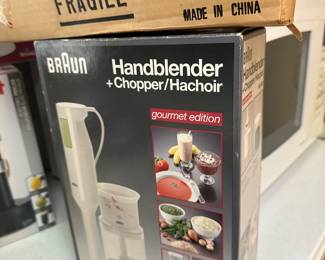 FRAGILE
MADE IN CHINA
BRAUN
Handblender
+Chopper/Hachoir
gourmet edition